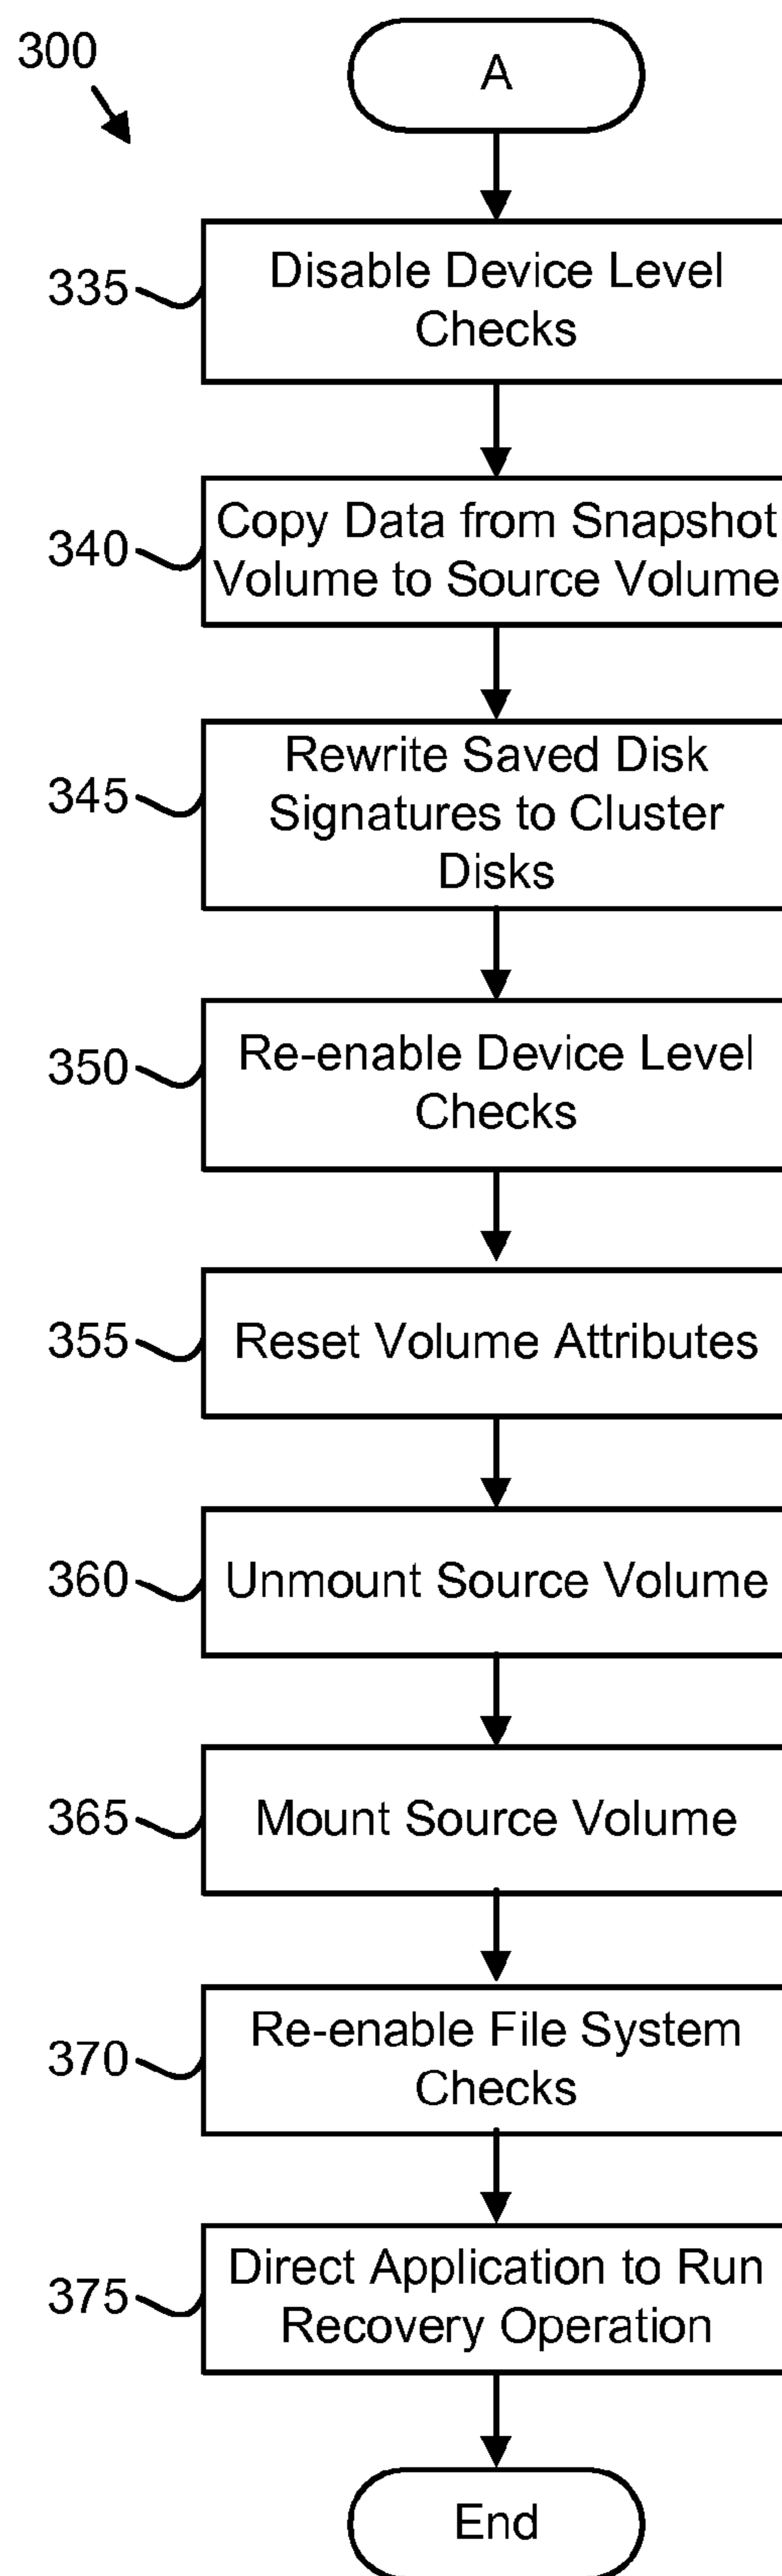 300
A
335
Disable Device Level
Checks
340
Copy Data from Snapshot
Volume to Source Volume
345
Rewrite Saved Disk
Signatures to Cluster
Disks
350
Re-enable Device Level
Checks
355
Reset Volume Attributes
360
Unmount Source Volume
365
Mount Source Volume
370
Re-enable File System
Checks
375
Direct Application to Run
Recovery Operation
End